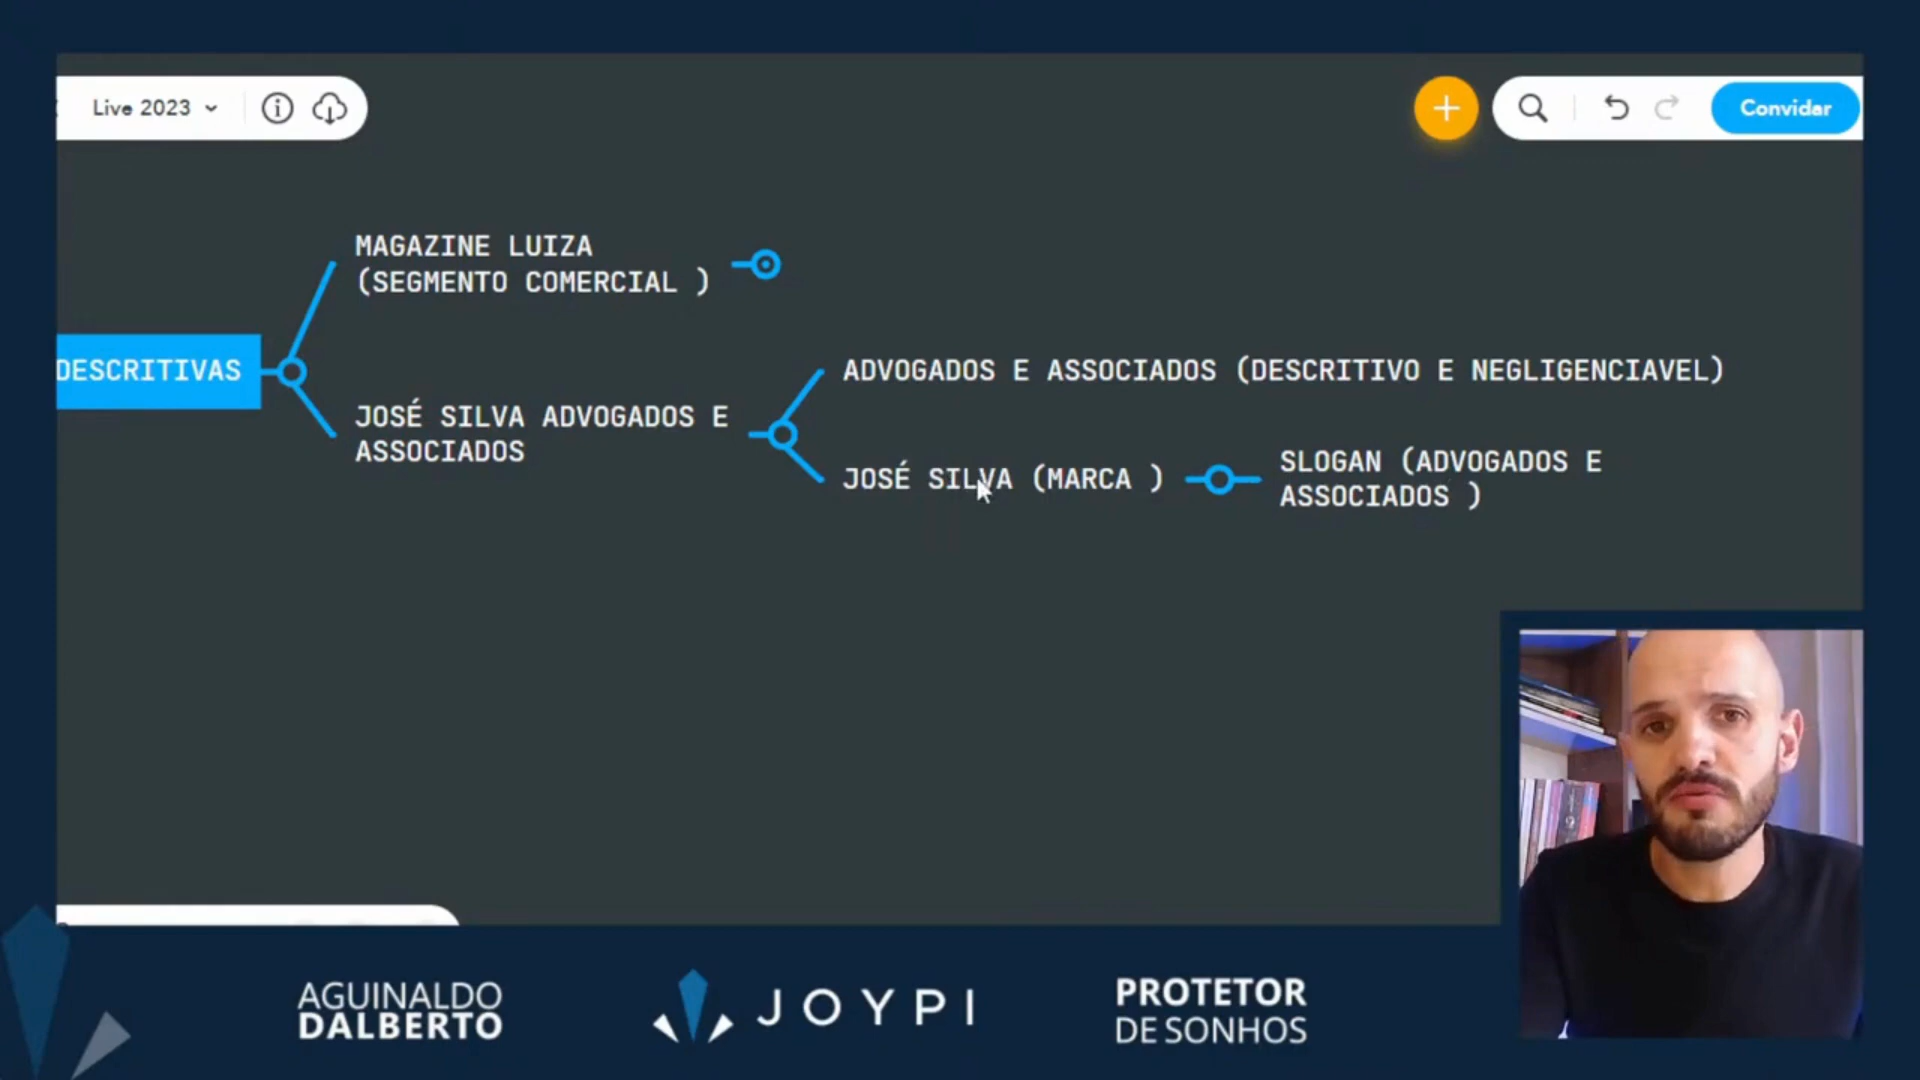 Live 2023
Convidar
MAGAZINE LUIZA
(SEGMENTO COMERCIAL )
DESCRITIVAS
JOSÉ SILVA ADVOGADOS E
ASSOCIADOS
ADVOGADOS E ASSOCIADOS (DESCRITIVO E NEGLIGENCIAVEL)
JOSÉ SILVA (MARCA )
SLOGAN (ADVOGADOS E
ASSOCIADOS )
AGUINALDO
DALBERTO
JOYPI
PROTETOR
DE SONHOS